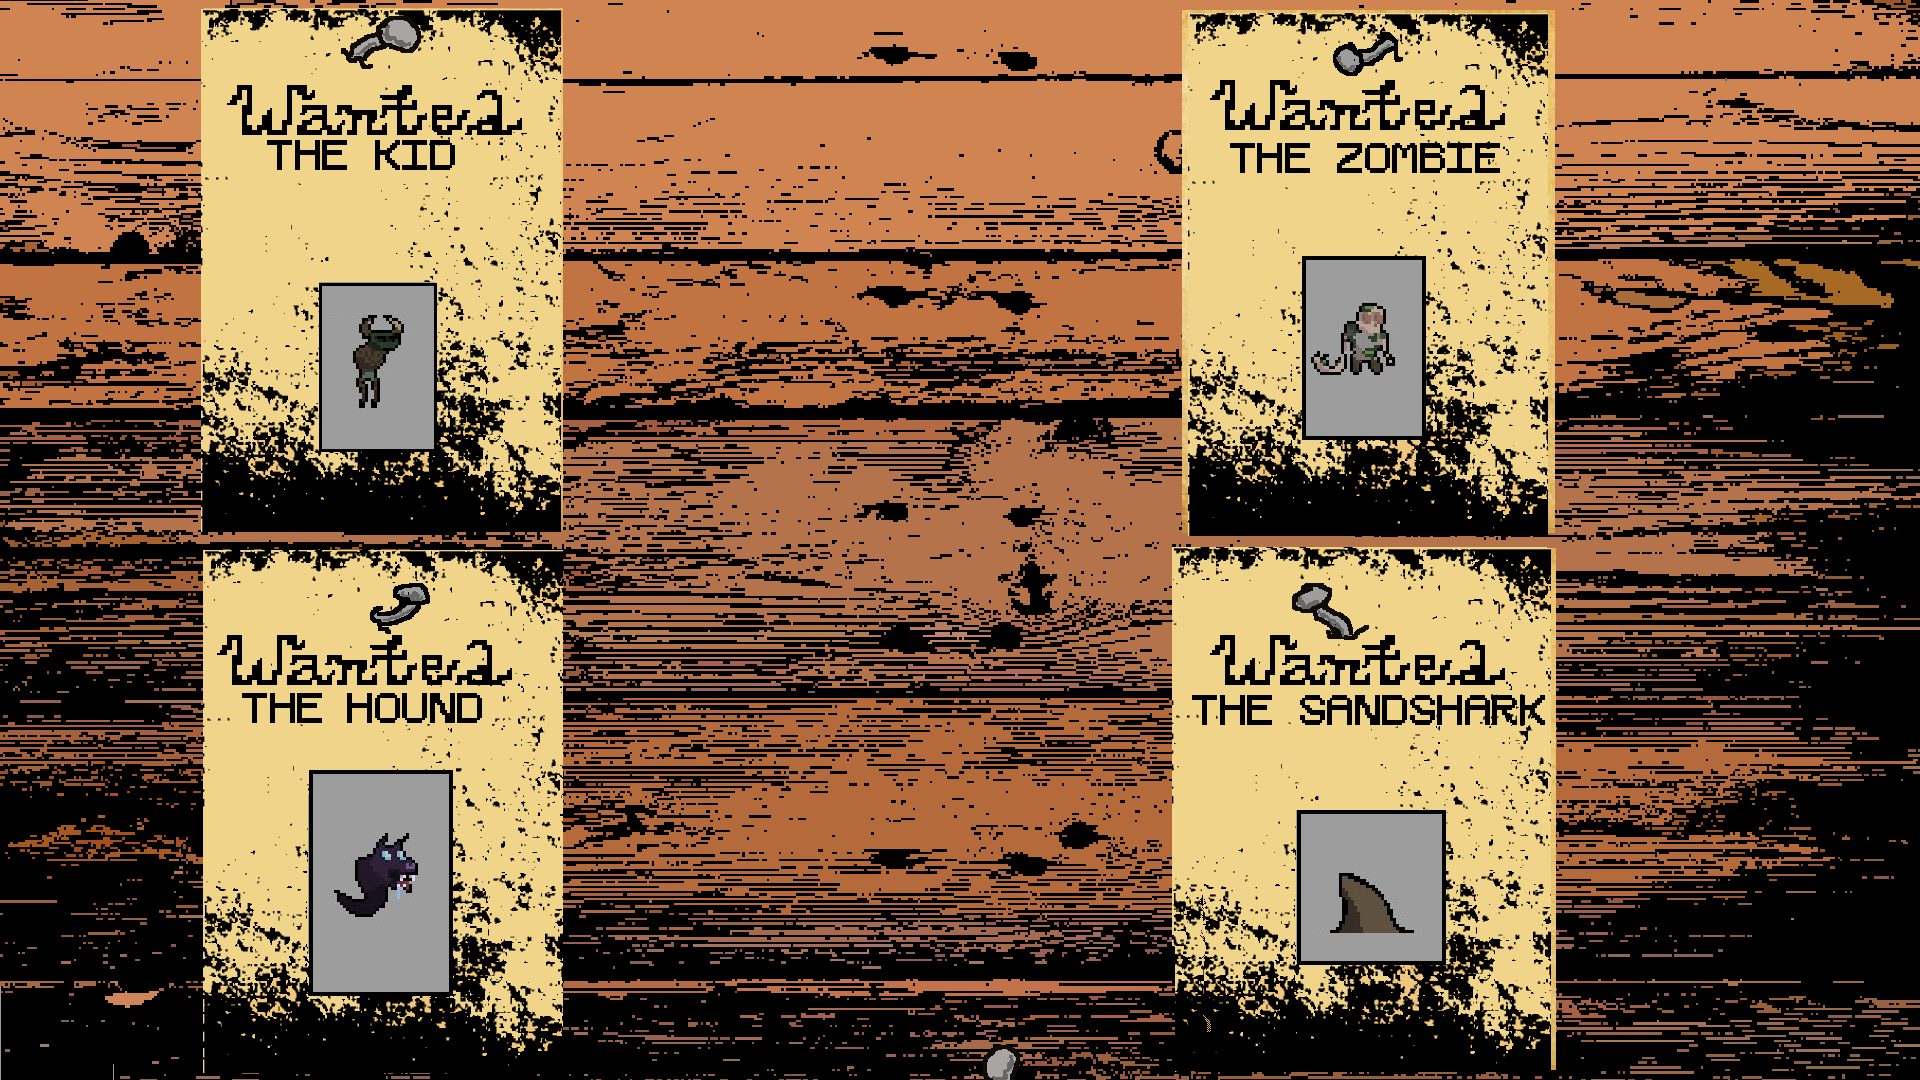 Wanted
THE KID
Wanted
THE ZOMBIE
Wanted
THE HOUND
Wanted
THE SANDSHARK